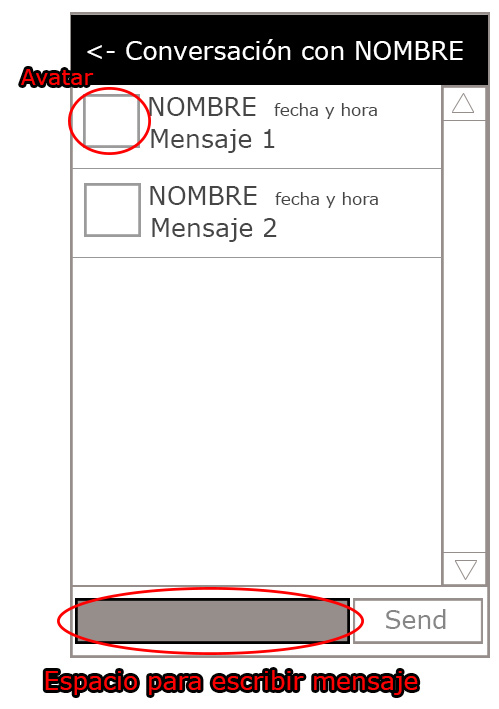 <- Conversación con NOMBRE
Avatar
NOMBRE fecha y hora
Mensaje 1
NOMBRE fecha y hora
Mensaje 2
Send
Espacio para escribir mensaje